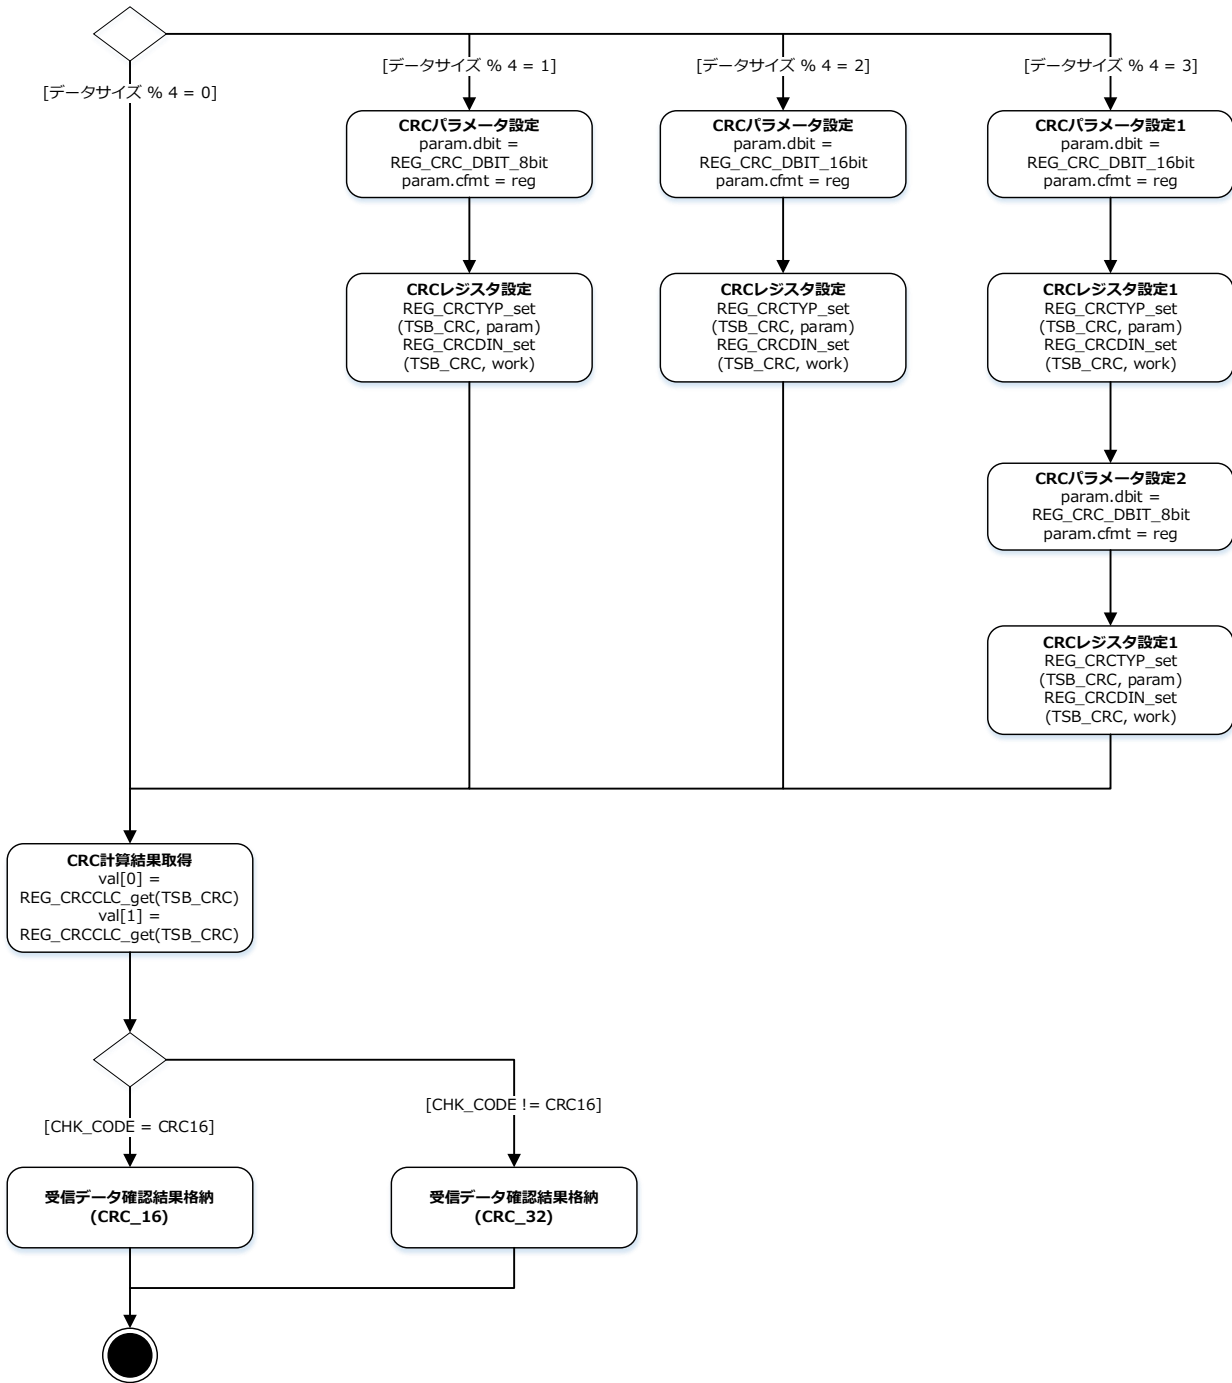 [データサイズ % 4 = 0]
[データサイズ % 4 = 1]
[データサイズ % 4 = 2]
[データサイズ % 4 = 3]
CRCパラメータ設定
param.dbit =
REG_CRC_DBIT_8bit
param.cfmt = reg
CRCパラメータ設定
param.dbit =
REG_CRC_DBIT_16bit
param.cfmt = reg
CRCパラメータ設定1
param.dbit =
REG_CRC_DBIT_16bit
param.cfmt = reg
CRCレジスタ設定
REG_CRCTYP_set
(TSB_CRC, param)
REG_CRCDIN_set
(TSB_CRC, work)
CRCレジスタ設定
REG_CRCTYP_set
(TSB_CRC, param)
REG_CRCDIN_set
(TSB_CRC, work)
CRCレジスタ設定1
REG_CRCTYP_set
(TSB_CRC, param)
REG_CRCDIN_set
(TSB_CRC, work)
CRCパラメータ設定2
param.dbit =
REG_CRC_DBIT_8bit
param.cfmt = reg
CRCレジスタ設定1
REG_CRCTYP_set
(TSB_CRC, param)
REG_CRCDIN_set
(TSB_CRC, work)
CRC計算結果取得
val[0] =
REG_CRCCLC_get(TSB_CRC)
val[1] =
REG_CRCCLC_get(TSB_CRC)
[CHK_CODE = CRC16]
[CHK_CODE != CRC16]
受信データ確認結果格納
(CRC_16)
受信データ確認結果格納
(CRC_32)